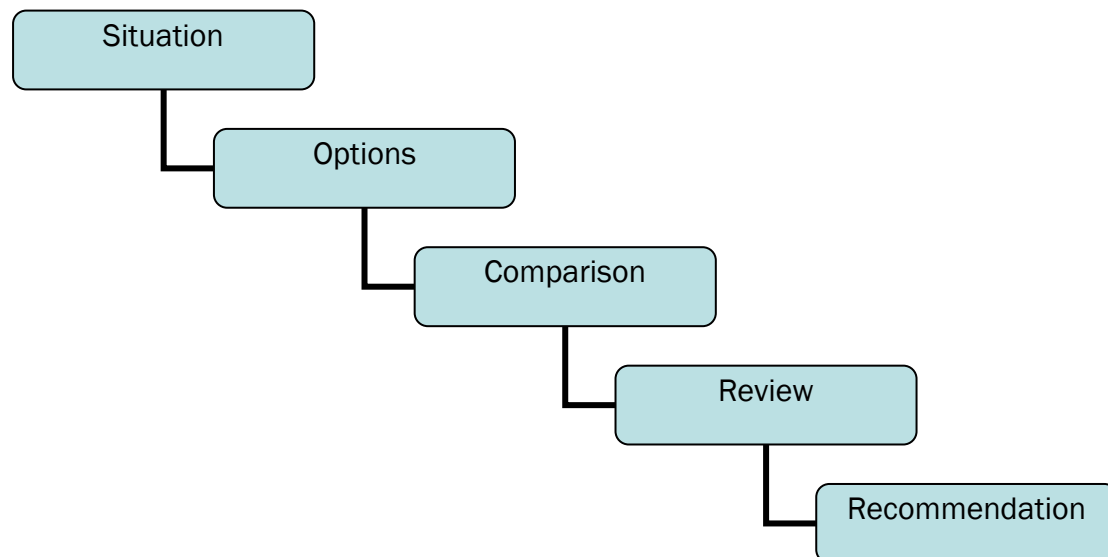 Situation
Options
Comparison
Review
Recommendation